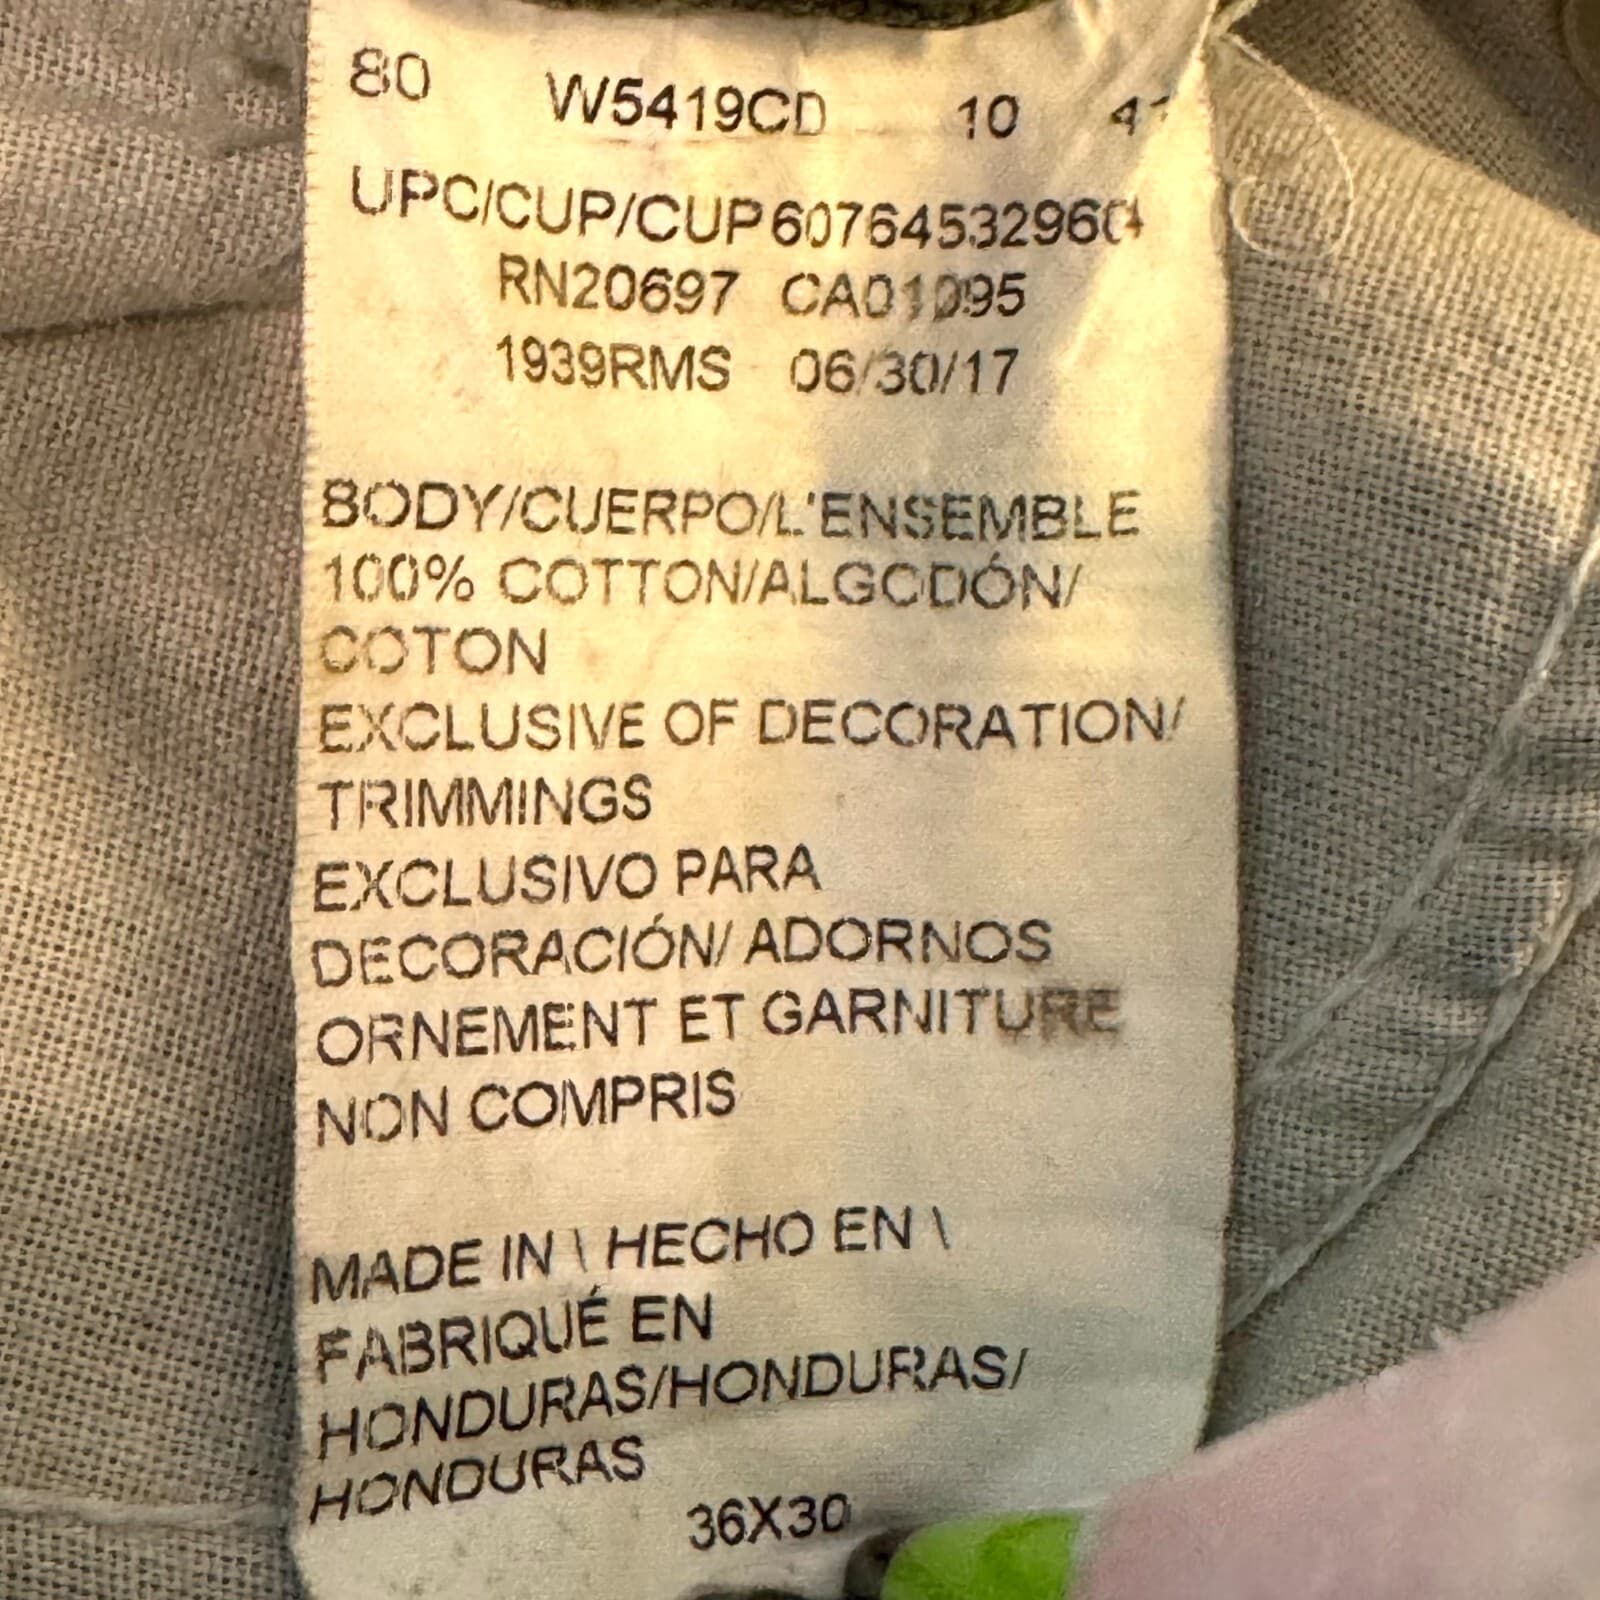 80 W5419CD 10
UPC/CUP/CUP 607645329604
RN20697 CA01095
1939RMS 06/30/17
BODY/CUERPO/L'ENSEMBLE
100% COTTON/ALGODÓN/
COTON
EXCLUSIVE OF DECORATION/
TRIMMINGS
EXCLUSIVO PARA
DECORACIÓN/ ADORNOS
ORNEMENT ET GARNITURE
NON COMPRIS
MADE IN \ HECHO EN \
FABRIQUÉ EN
HONDURAS/HONDURAS/
HONDURAS
36X30